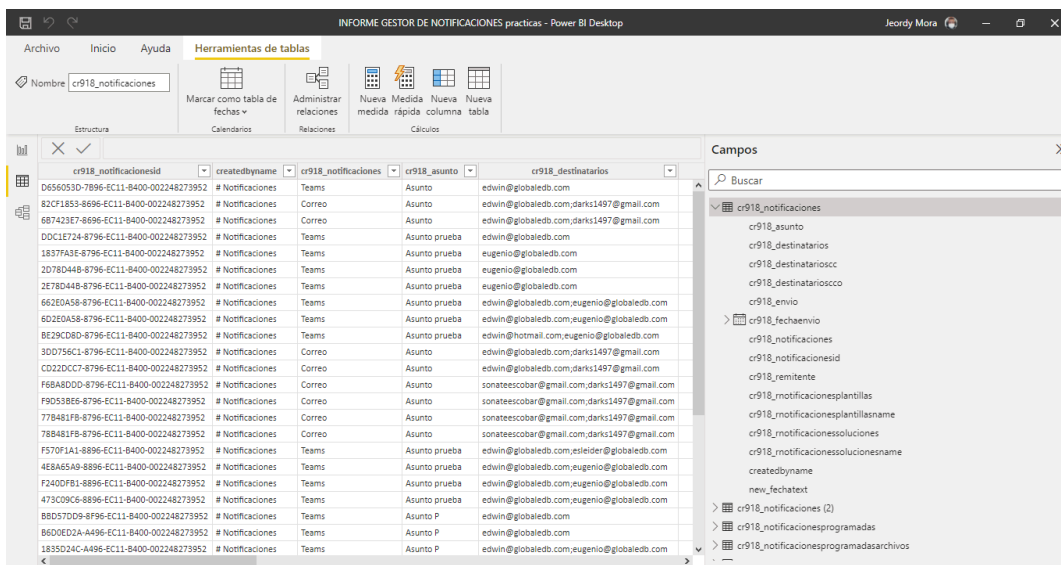 INFORME GESTOR DE NOTIFICACIONES practicas - Power BI Desktop
Jeordy Mora
Archivo Inicio Ayuda Herramientas de tablas
Nombre cr918_notificaciones
Marcar como tabla de fechas
Administrar relaciones
Nueva medida
Medida rápida
Nueva columna
Nueva tabla
Estructura Calendarios Relaciones Cálculos
cr918_notificacionesid createdbyname cr918_notificaciones cr918_asunto cr918_destinatarios
D656053D-7B96-EC11-B400-002248273952 # Notificaciones Teams Asunto edwin@globaledb.com
82CF1853-8696-EC11-B400-002248273952 # Notificaciones Correo Asunto edwin@globaledb.com;darks1497@gmail.com
6B7423E7-8696-EC11-B400-002248273952 # Notificaciones Correo Asunto edwin@globaledb.com;darks1497@gmail.com
DDC1E724-8796-EC11-B400-002248273952 # Notificaciones Teams Asunto prueba edwin@globaledb.com
1837FA3E-8796-EC11-B400-002248273952 # Notificaciones Teams Asunto prueba eugenio@globaledb.com
2D78D44B-8796-EC11-B400-002248273952 # Notificaciones Teams Asunto prueba eugenio@globaledb.com
2E78D44B-8796-EC11-B400-002248273952 # Notificaciones Teams Asunto prueba eugenio@globaledb.com
662E0A58-8796-EC11-B400-002248273952 # Notificaciones Teams Asunto prueba edwin@globaledb.com;eugenio@globaledb.com
6D2E0A58-8796-EC11-B400-002248273952 # Notificaciones Teams Asunto prueba edwin@globaledb.com;eugenio@globaledb.com
BE29CD8D-8796-EC11-B400-002248273952 # Notificaciones Teams Asunto prueba edwin@hotmail.com;eugenio@globaledb.com
3DD756C1-8796-EC11-B400-002248273952 # Notificaciones Correo Asunto edwin@globaledb.com;darks1497@gmail.com
CD22DCC7-8796-EC11-B400-002248273952 # Notificaciones Correo Asunto edwin@globaledb.com;darks1497@gmail.com
F6BA8DDD-8796-EC11-B400-002248273952 # Notificaciones Correo Asunto sonateescobar@gmail.com;darks1497@gmail.com
F9D53BE6-8796-EC11-B400-002248273952 # Notificaciones Correo Asunto sonateescobar@gmail.com;darks1497@gmail.com
77B481FB-8796-EC11-B400-002248273952 # Notificaciones Correo Asunto sonateescobar@gmail.com;darks1497@gmail.com
78B481FB-8796-EC11-B400-002248273952 # Notificaciones Correo Asunto sonateescobar@gmail.com;darks1497@gmail.com
F570F1A1-8896-EC11-B400-002248273952 # Notificaciones Teams Asunto prueba edwin@globaledb.com;esleider@globaledb.com
4E8A65A9-8896-EC11-B400-002248273952 # Notificaciones Teams Asunto prueba edwin@globaledb.com;eugenio@globaledb.com
F240DFB1-8896-EC11-B400-002248273952 # Notificaciones Teams Asunto prueba edwin@globaledb.com;eugenio@globaledb.com
473C09C6-8896-EC11-B400-002248273952 # Notificaciones Teams Asunto prueba edwin@globaledb.com;eugenio@globaledb.com
BBD57DD9-8F96-EC11-B400-002248273952 # Notificaciones Teams Asunto P edwin@globaledb.com
B6D0ED2A-A496-EC11-B400-002248273952 # Notificaciones Teams Asunto P edwin@globaledb.com
1835D24C-A496-EC11-B400-002248273952 # Notificaciones Teams Asunto P edwin@globaledb.com;eugenio@globaledb.com
Campos
Buscar
cr918_notificaciones
cr918_asunto
cr918_destinatarios
cr918_destinatarioscc
cr918_destinatarioscco
cr918_envio
cr918_fechaenvio
cr918_notificaciones
cr918_notificacionesid
cr918_remitente
cr918_rnotificacionesplantillas
cr918_rnotificacionesplantillasname
cr918_rnotificacionessoluciones
cr918_rnotificacionessolucionesname
createdbyname
new_fechatext
cr918_notificaciones (2)
cr918_notificacionesprogramadas
cr918_notificacionesprogramadasarchivos